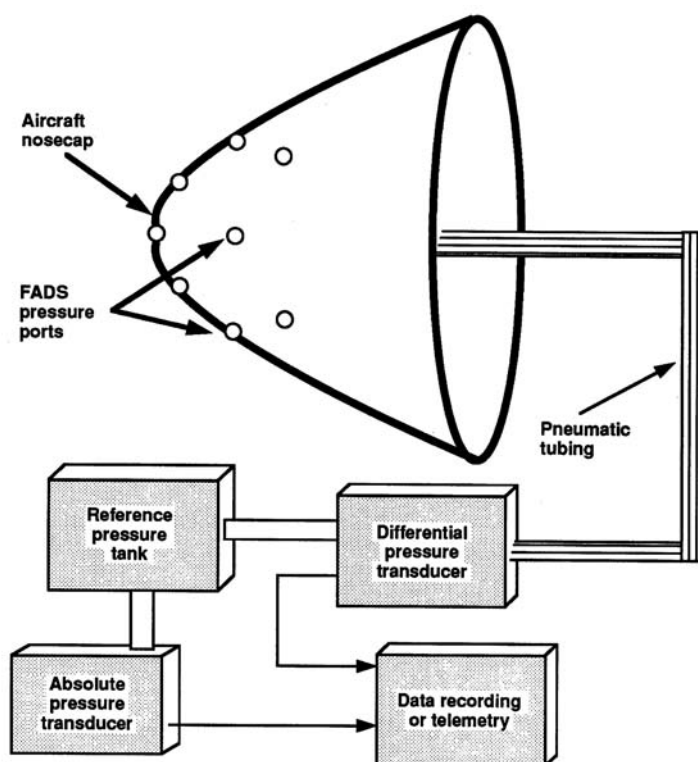 Aircraft
nosecap
FADS
pressure
ports
Pneumatic
tubing
Reference
pressure
tank
Differential
pressure
transducer
Absolute
pressure
transducer
Data recording
or telemetry